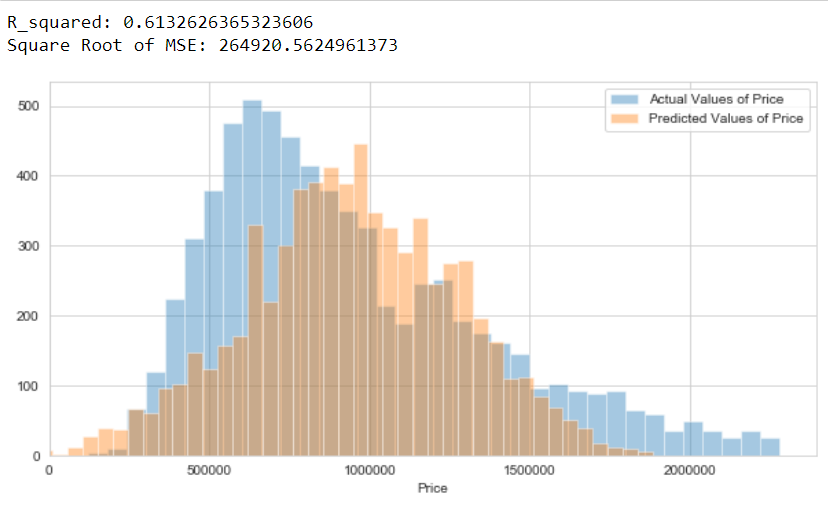 R_squared: 0.6132626365323606
Square Root of MSE: 264920.5624961373
Actual Values of Price
Predicted Values of Price
500
400
300
200
100
0
0 500000 1000000 1500000 2000000
Price